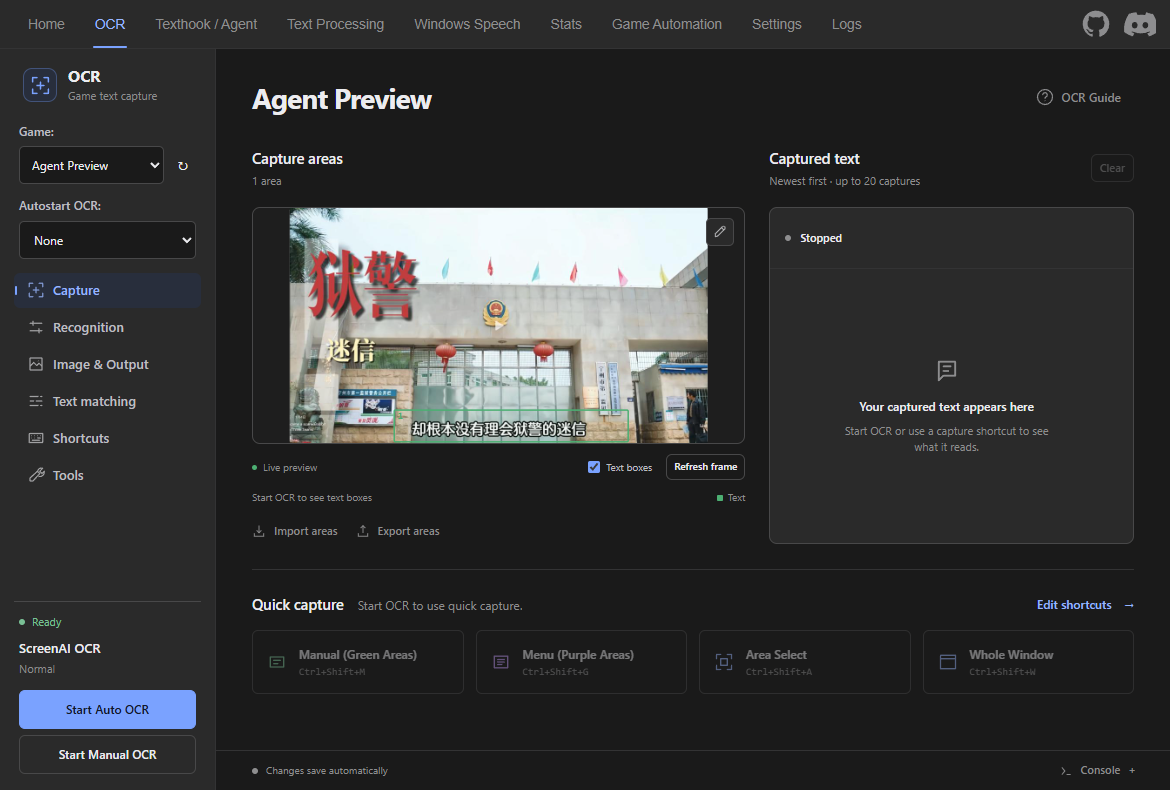 Home OCR Texthook / Agent Text Processing Windows Speech Stats Game Automation Settings Logs
OCR
Game text capture
Game:
Agent Preview
Autostart OCR:
None
Capture
Recognition
Image & Output
Text matching
Shortcuts
Tools
Ready
ScreenAI OCR
Normal
Start Auto OCR
Start Manual OCR
Agent Preview
OCR Guide
Capture areas
1 area
狱警
迷信
却根本没有理会狱警的迷信
Live preview
Text boxes
Refresh frame
Start OCR to see text boxes
Text
Import areas
Export areas
Captured text
Newest first · up to 20 captures
Clear
Stopped
Your captured text appears here
Start OCR or use a capture shortcut to see
what it reads.
Quick capture
Start OCR to use quick capture.
Edit shortcuts →
Manual (Green Areas)
Ctrl+Shift+M
Menu (Purple Areas)
Ctrl+Shift+G
Area Select
Ctrl+Shift+A
Whole Window
Ctrl+Shift+W
Changes save automatically
Console +